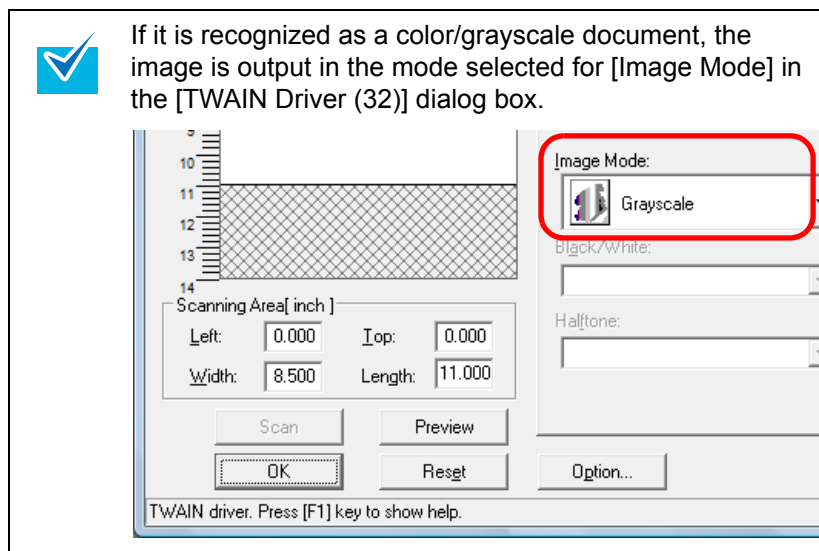 If it is recognized as a color/grayscale document, the
image is output in the mode selected for [Image Mode] in
the [TWAIN Driver (32)] dialog box.
9
10
11
12
13
14
Image Mode:
Grayscale
Black/White:
Halftone:
Scanning Area[ inch ]
Left: 0.000 Top: 0.000
Width: 8.500 Length: 11.000
Scan Preview
OK Reset Option...
TWAIN driver. Press [F1] key to show help.